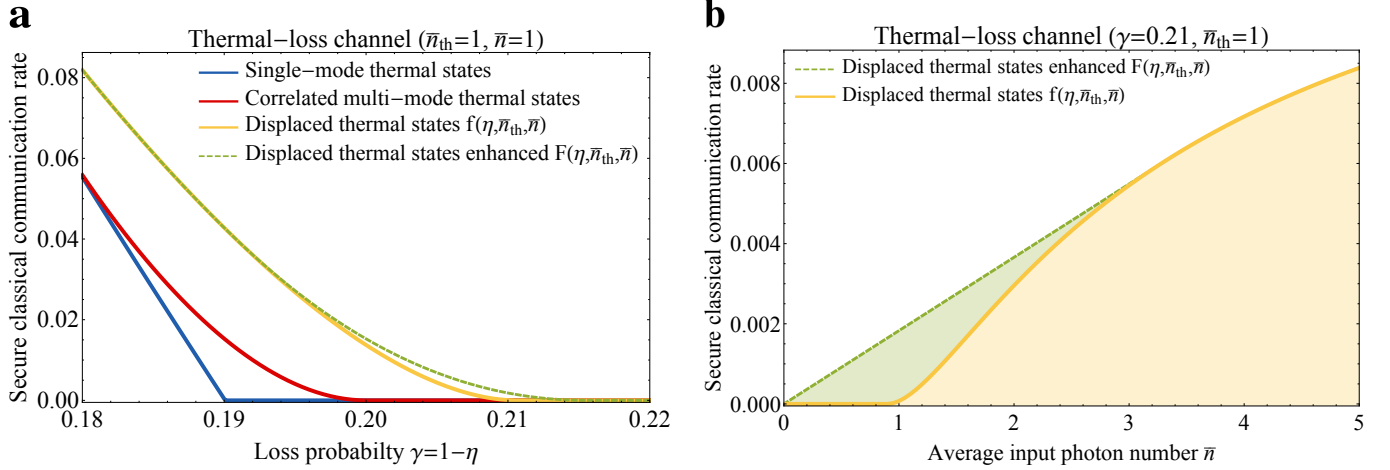 a
Thermal−loss channel (n̄th=1, n̄=1)
Single−mode thermal states
Correlated multi−mode thermal states
Displaced thermal states f(η,n̄th,n̄)
Displaced thermal states enhanced F(η,n̄th,n̄)
Secure classical communication rate
0.08
0.06
0.04
0.02
0.00
0.18
0.19
0.20
0.21
0.22
Loss probabilty γ=1−η
b
Thermal−loss channel (γ=0.21, n̄th=1)
Displaced thermal states enhanced F(η,n̄th,n̄)
Displaced thermal states f(η,n̄th,n̄)
Secure classical communication rate
0.008
0.006
0.004
0.002
0.000
0
1
2
3
4
5
Average input photon number n̄